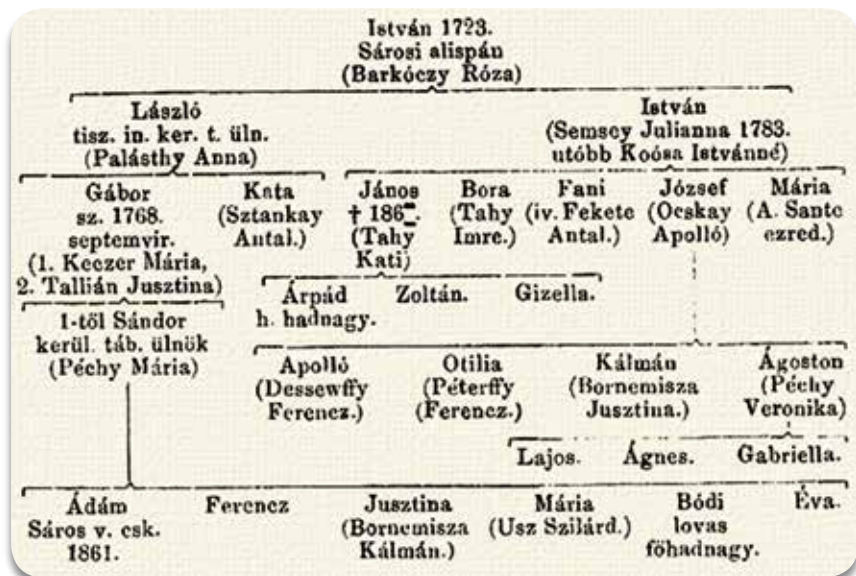 István 1723.
Sárosi alispán
(Barkóczy Róza)
László
tisz. in. ker. t. üln.
(Palásthy Anna)
István
(Semsey Julianna 1783.
utóbb Koósa Istvánné)
Gábor
sz. 1768.
septemvir.
(1. Keczer Mária,
2. Tallián Jusztina)
Kata
(Sztankay
Antal.)
János
† 186
(Tahy
Kati)
Bora
(Tahy
Imre.)
Fani
(iv. Fekete
Antal.)
József
(Ocskay
Apolló)
Mária
(A. Sante
ezred.)
Árpád
h. hadnagy.
Zoltán.
Gizella.
1-től Sándor
kerül. táb. ülnök
(Péchy Mária)
Apolló
(Dessewffy
Ferencz.)
Otilia
(Péterffy
(Ferencz.)
Kálmán
(Bornemisza
Jusztina.)
Ágoston
(Péchy
Veronika)
Lajos.
Ágnes.
Gabriella.
Ádám
Sáros v. csk.
1861.
Ferencz
Jusztina
(Bornemisza
Kálmán.)
Mária
(Usz Szilárd.)
Bódi
lovas
főhadnagy.
Éva.